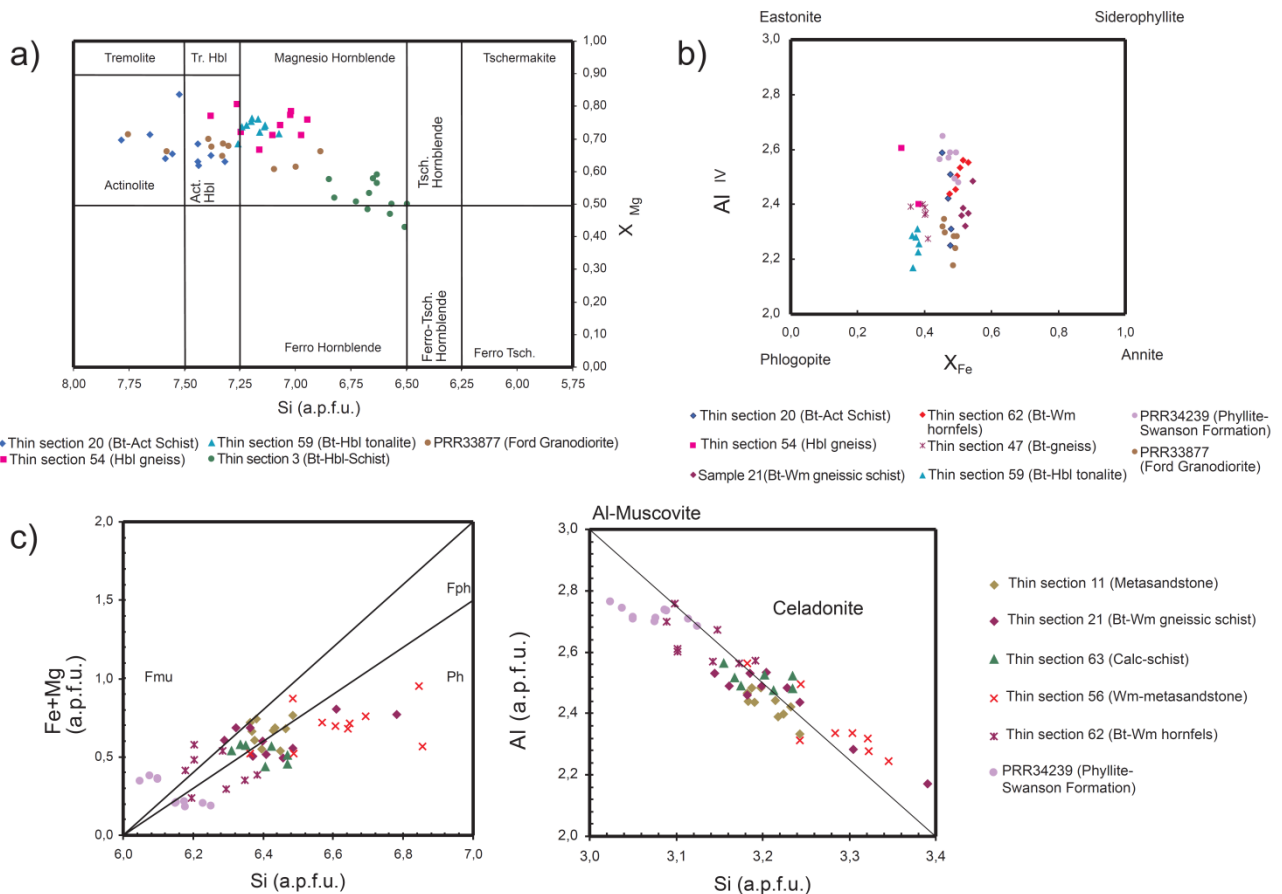 a)
Tremolite
Tr. Hbl
Magnesio Hornblende
Tschermakite
Actinolite
Act. Hbl
Tsch. Hornblende
Ferro Hornblende
Ferro-Tsch. Hornblende
Ferro Tsch.
1,00
0,90
0,80
0,70
0,60
0,50
0,40
0,30
0,20
0,10
0,00
X Mg
8,00 7,75 7,50 7,25 7,00 6,75 6,50 6,25 6,00 5,75
Si (a.p.f.u.)
Thin section 20 (Bt-Act Schist)
Thin section 59 (Bt-Hbl tonalite)
PRR33877 (Ford Granodiorite)
Thin section 54 (Hbl gneiss)
Thin section 3 (Bt-Hbl-Schist)
b)
Eastonite
Siderophyllite
3,0
2,8
2,6
2,4
2,2
2,0
Al IV
0,0 0,2 0,4 0,6 0,8 1,0
Phlogopite
XFe
Annite
Thin section 20 (Bt-Act Schist)
Thin section 54 (Hbl gneiss)
Sample 21(Bt-Wm gneissic schist)
Thin section 62 (Bt-Wm
hornfels)
Thin section 47 (Bt-gneiss)
Thin section 59 (Bt-Hbl tonalite)
PRR34239 (Phyllite-
Swanson Formation)
PRR33877
(Ford Granodiorite)
c)
2,0
1,5
1,0
0,5
0,0
Fe+Mg
(a.p.f.u.)
Fmu
Fph
Ph
6,0 6,2 6,4 6,6 6,8 7,0
Si (a.p.f.u.)
Al-Muscovite
3,0
2,8
2,6
2,4
2,2
2,0
Al (a.p.f.u.)
Celadonite
3,0 3,1 3,2 3,3 3,4
Si (a.p.f.u.)
Thin section 11 (Metasandstone)
Thin section 21 (Bt-Wm gneissic schist)
Thin section 63 (Calc-schist)
Thin section 56 (Wm-metasandstone)
Thin section 62 (Bt-Wm hornfels)
PRR34239 (Phyllite-
Swanson Formation)